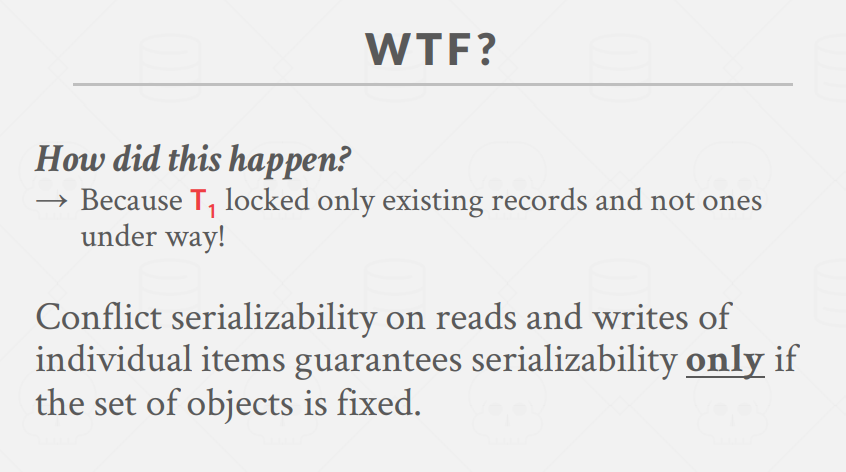 WTF?
How did this happen?
→ Because T₁ locked only existing records and not ones
under way!
Conflict serializability on reads and writes of
individual items guarantees serializability only if
the set of objects is fixed.